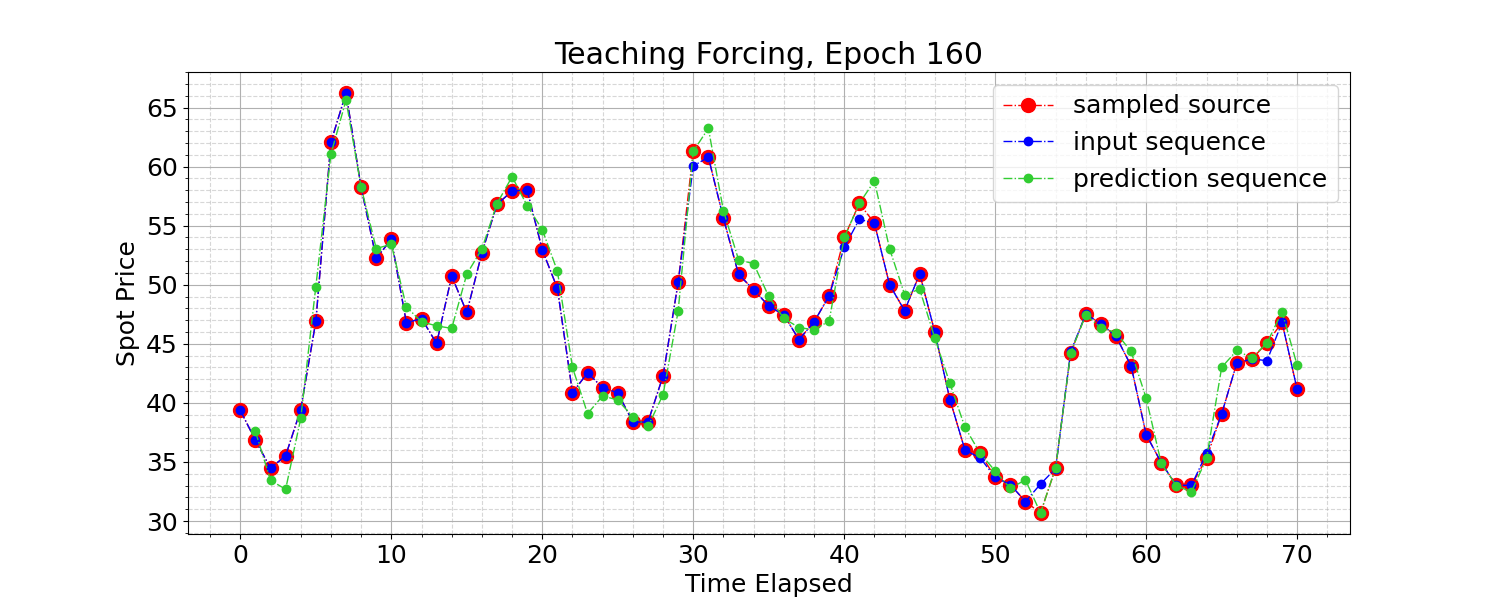 Teaching Forcing, Epoch 160
sampled source
input sequence
prediction sequence
Spot Price
65
60
55
50
45
40
35
30
0 10 20 30 40 50 60 70
Time Elapsed